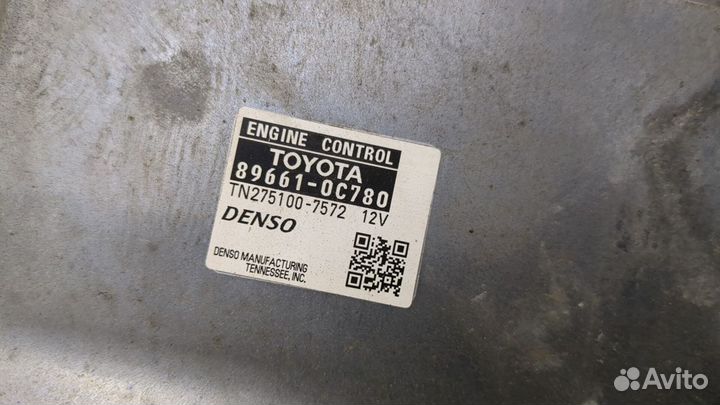 ENGINE CONTROL
TOYOTA
89661-0C780
TN275100-7572 12V
DENSO
DENSO MANUFACTURING
TENNESSEE, INC.
Avito